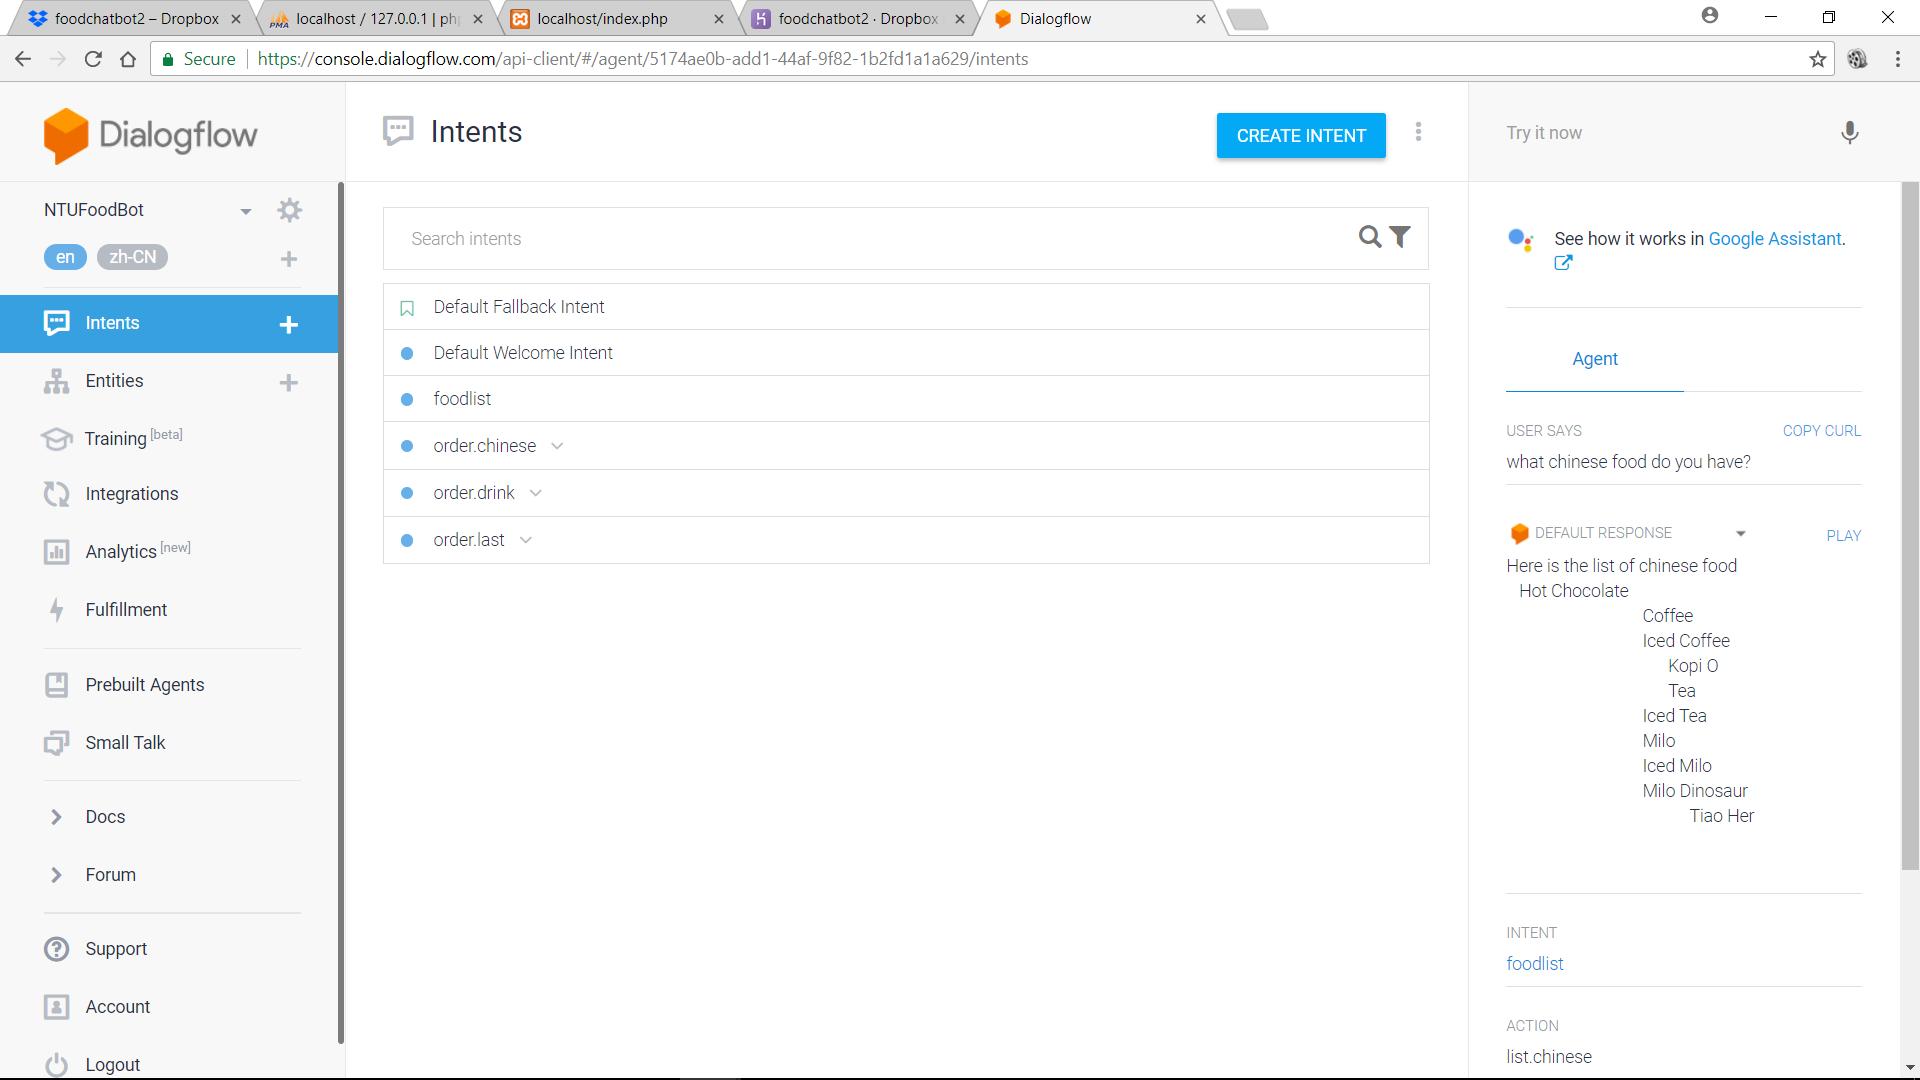 foodchatbot2 – Dropbox
localhost / 127.0.0.1 | php
localhost/index.php
foodchatbot2 · Dropbox
Dialogflow
Secure
https://console.dialogflow.com/api-client/#/agent/5174ae0b-add1-44af-9f82-1b2fd1a1a629/intents
Dialogflow
NTUFoodBot
en zh-CN
Intents
Entities
Training [beta]
Integrations
Analytics [new]
Fulfillment
Prebuilt Agents
Small Talk
Docs
Forum
Support
Account
Logout
Intents
CREATE INTENT
Search intents
Default Fallback Intent
Default Welcome Intent
foodlist
order.chinese
order.drink
order.last
Try it now
See how it works in Google Assistant.
Agent
USER SAYS COPY CURL
what chinese food do you have?
DEFAULT RESPONSE PLAY
Here is the list of chinese food
Hot Chocolate
Coffee
Iced Coffee
Kopi O
Tea
Iced Tea
Milo
Iced Milo
Milo Dinosaur
Tiao Her
INTENT
foodlist
ACTION
list.chinese